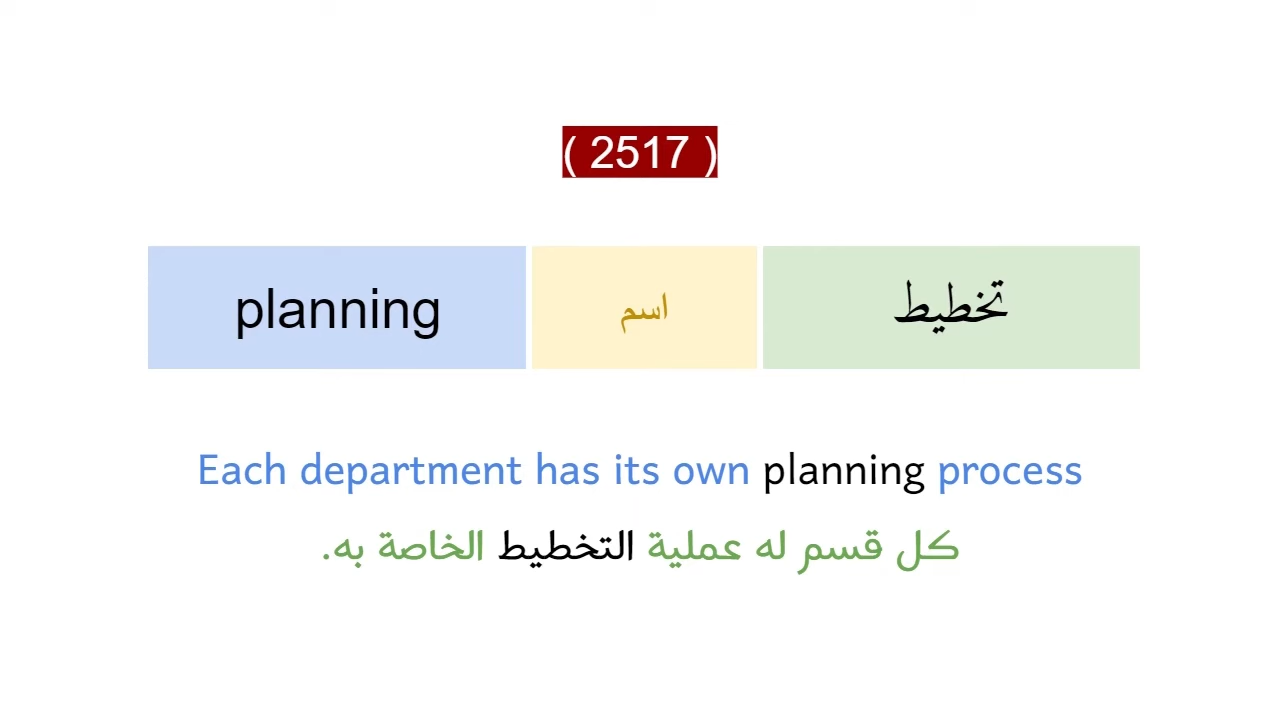 ( 2517 )
planning اسم تخطيط
Each department has its own planning process
كل قسم له عملية التخطيط الخاصة به.